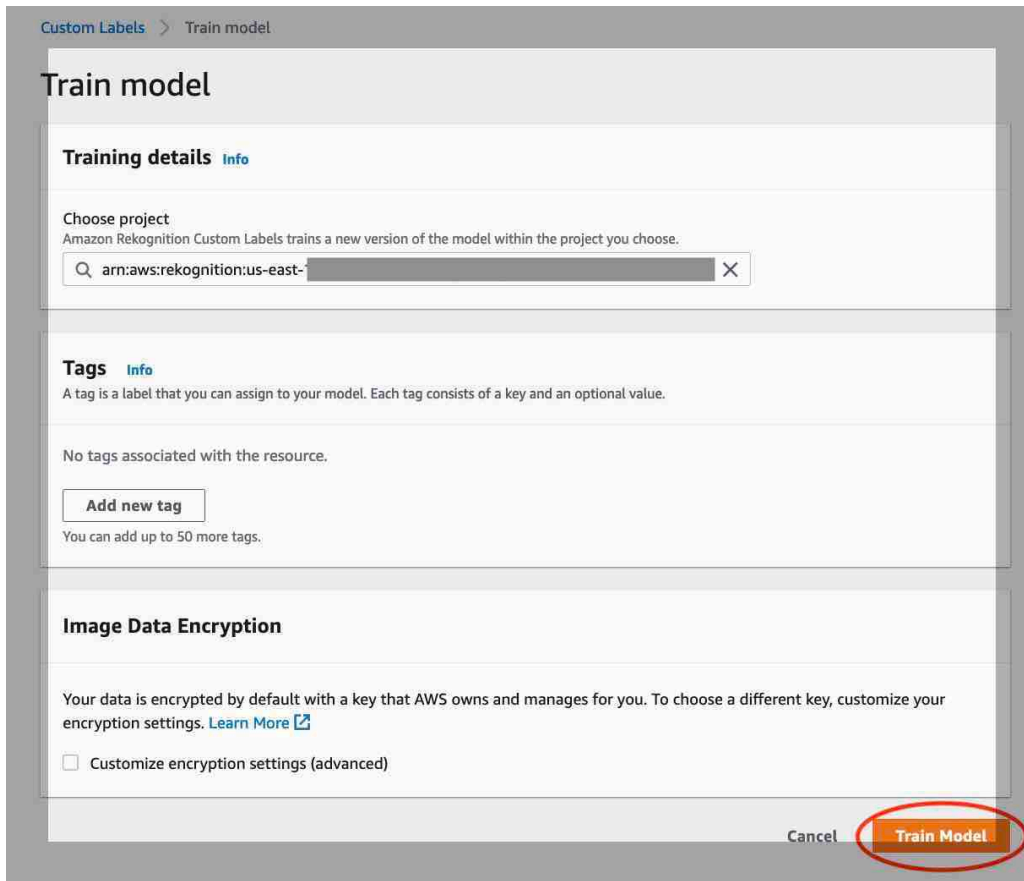 Custom Labels > Train model
Train model
Training details Info
Choose project
Amazon Rekognition Custom Labels trains a new version of the model within the project you choose.
arn:aws:rekognition:us-east-
Tags Info
A tag is a label that you can assign to your model. Each tag consists of a key and an optional value.
No tags associated with the resource.
Add new tag
You can add up to 50 more tags.
Image Data Encryption
Your data is encrypted by default with a key that AWS owns and manages for you. To choose a different key, customize your
encryption settings. Learn More
Customize encryption settings (advanced)
Cancel Train Model